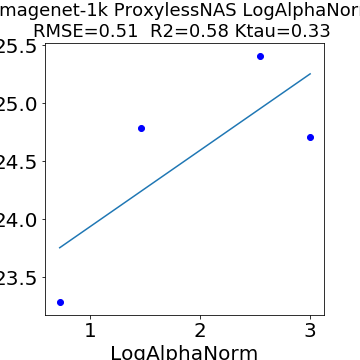 magenet-1k ProxylessNAS LogAlphaNorm
RMSE=0.51 R2=0.58 Ktau=0.33
25.5
25.0
24.5
24.0
23.5
1 2 3
LogAlphaNorm